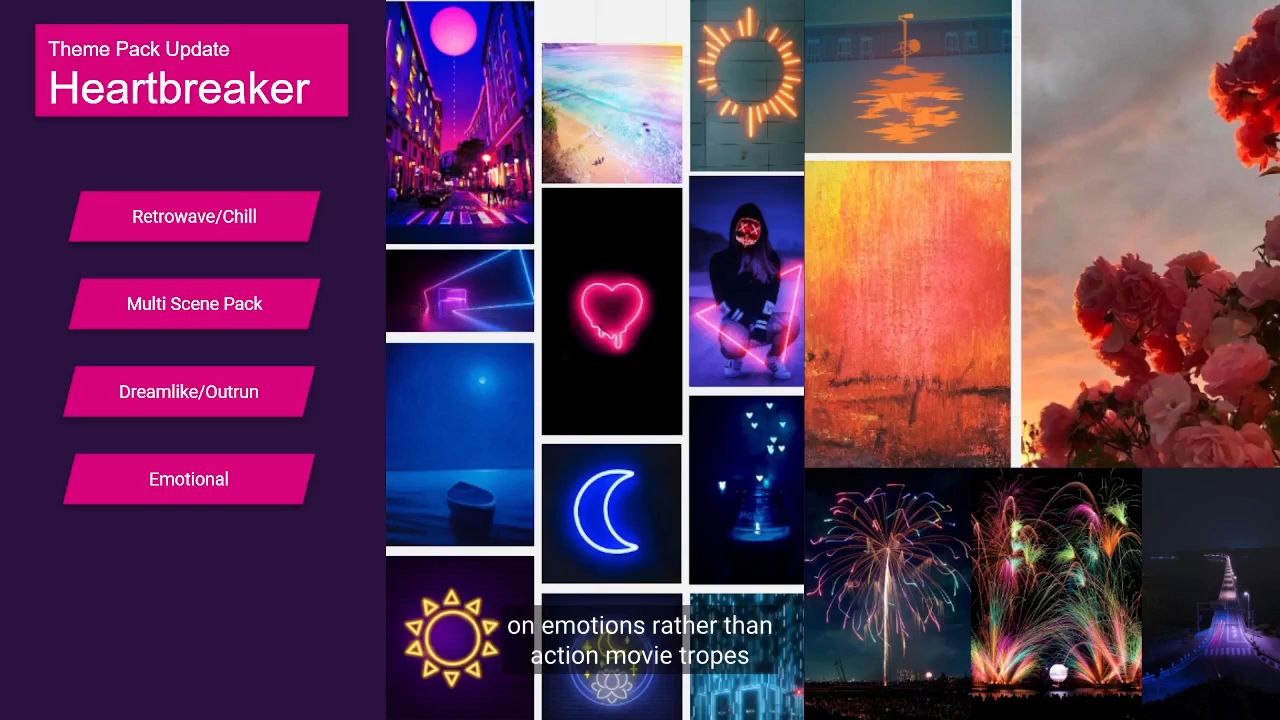 Theme Pack Update
Heartbreaker
Retrowave/Chill
Multi Scene Pack
Dreamlike/Outrun
Emotional
on emotions rather than
action movie tropes